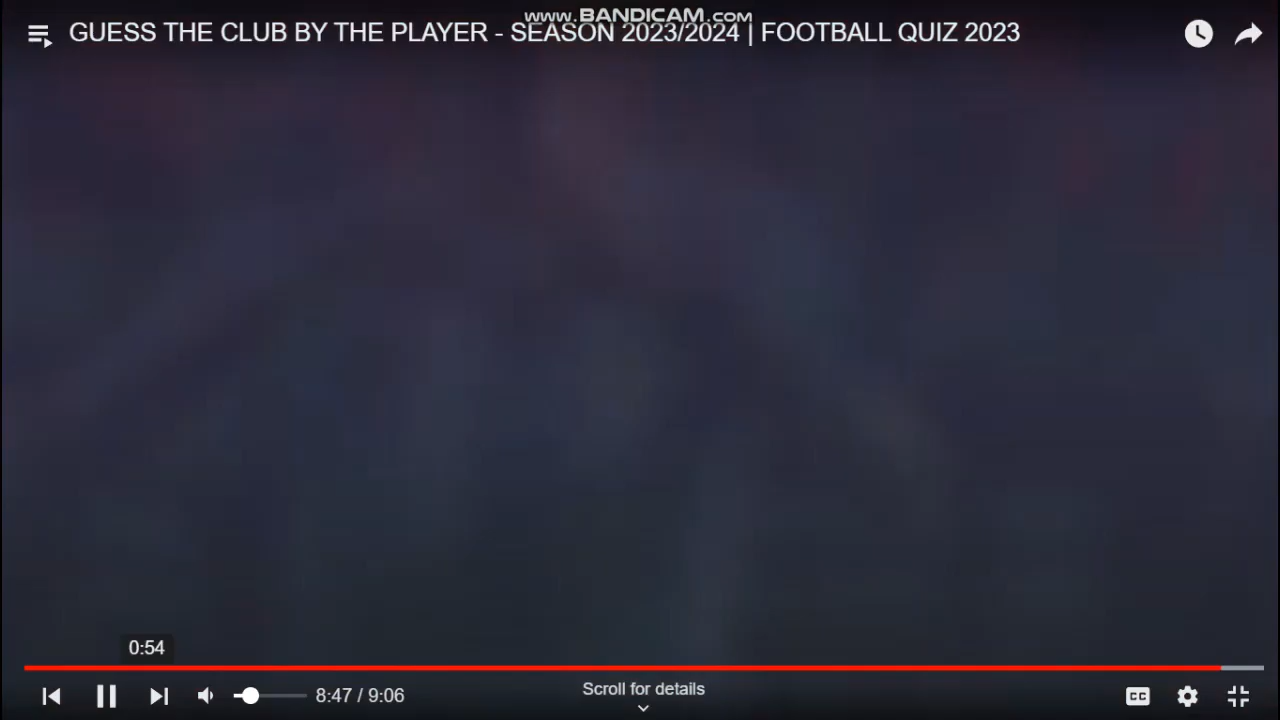 www.BANDICAM.com
GUESS THE CLUB BY THE PLAYER - SEASON 2023/2024 | FOOTBALL QUIZ 2023
0:54
8:47 / 9:06
Scroll for details
CC